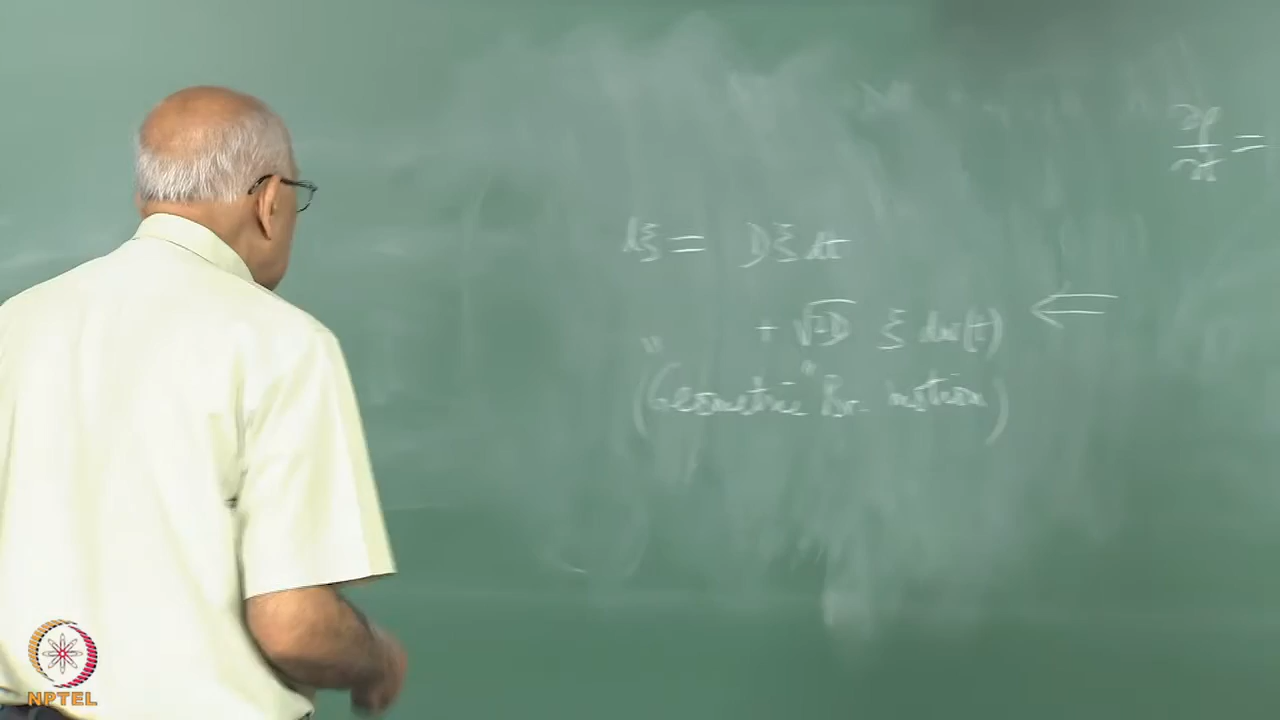 ∂ρ/∂t =
dξ = Dξ dt
+ √2D ξ dw(t) ⇐
("Geometric" Br. motion)
NPTEL